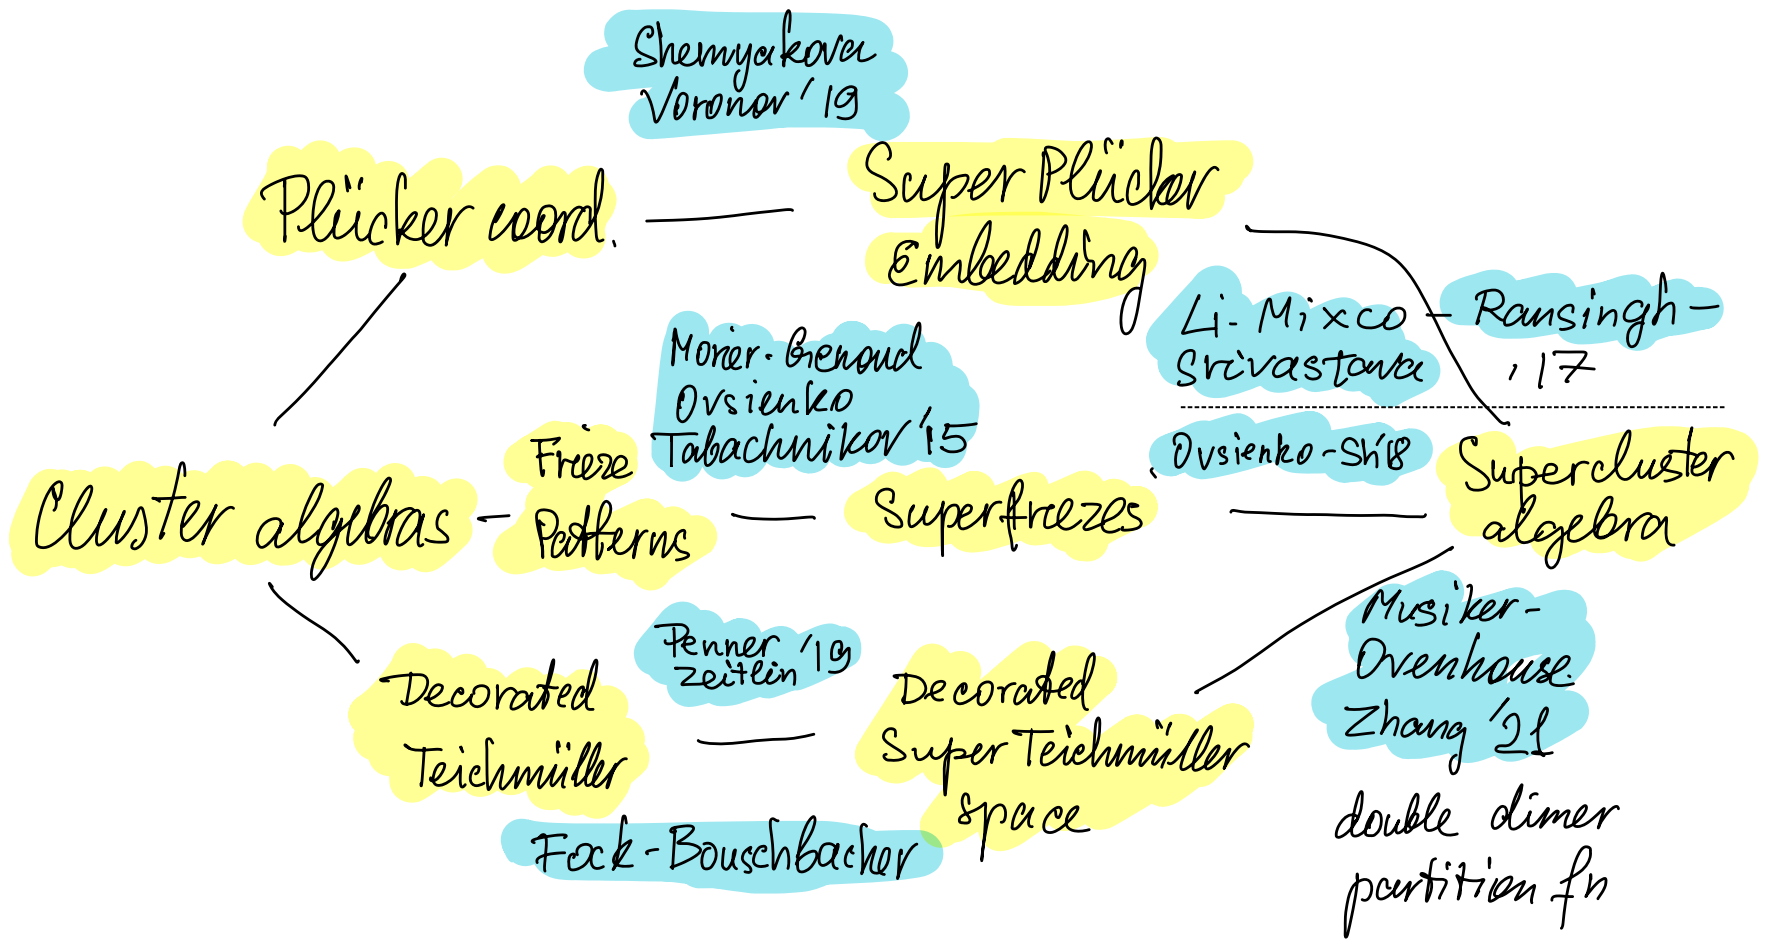 Shemyakova
Voronov '19
Plücker coord.
Super Plücker
Embedding
Li-Mixco - Ransingh -
Srivastava '17
Morier-Genoud
Ovsienko
Tabachnikov '15
Ovsienko-Sh'18
Cluster algebras
Frieze
Patterns
Superfriezes
Supercluster
algebra
Penner '19
Zeitlin
Decorated
Teichmüller
Decorated
Super Teichmüller
space
Musiker-
Ovenhouse.
Zhang '21
Fock-Bouschbacher
double dimer
partition fn